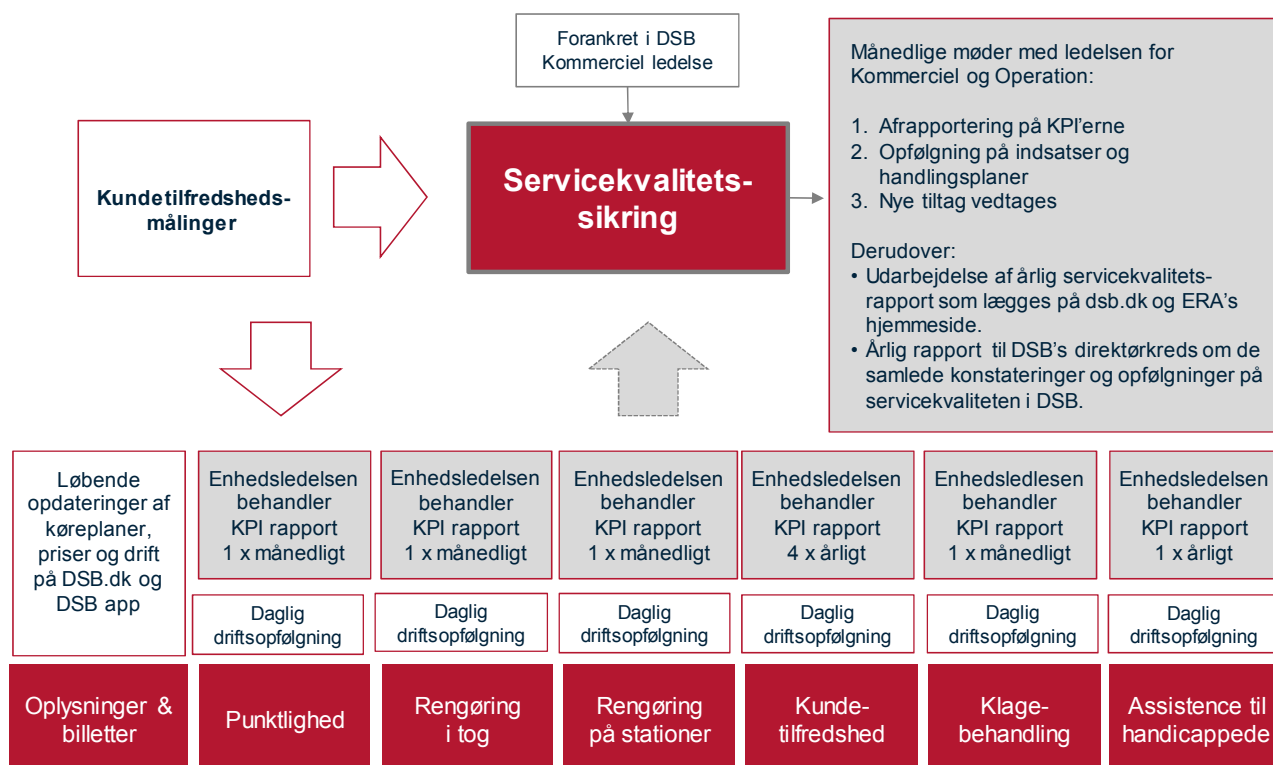 Forankret i DSB
Kommerciel ledelse
Kundetilfredsheds-
målinger
Servicekvalitets-
sikring
Månedlige møder med ledelsen for
Kommerciel og Operation:
1. Afrapportering på KPI'erne
2. Opfølgning på indsatser og
handlingsplaner
3. Nye tiltag vedtages
Derudover:
• Udarbejdelse af årlig servicekvalitets-
rapport som lægges på dsb.dk og ERA's
hjemmeside.
• Årlig rapport til DSB's direktørkreds om de
samlede konstateringer og opfølgninger på
servicekvaliteten i DSB.
Løbende
opdateringer af
køreplaner,
priser og drift
på DSB.dk og
DSB app
Enhedsledelsen
behandler
KPI rapport
1 x månedligt
Enhedsledelsen
behandler
KPI rapport
1 x månedligt
Enhedsledelsen
behandler
KPI rapport
1 x månedligt
Enhedsledelsen
behandler
KPI rapport
4 x årligt
Enhedsledlesen
behandler
KPI rapport
1 x månedligt
Enhedsledelsen
behandler
KPI rapport
1 x årligt
Daglig
driftsopfølgning
Daglig
driftsopfølgning
Daglig
driftsopfølgning
Daglig
driftsopfølgning
Daglig
driftsopfølgning
Daglig
driftsopfølgning
Oplysninger &
billetter
Punktlighed
Rengøring
i tog
Rengøring
på stationer
Kunde-
tilfredshed
Klage-
behandling
Assistence til
handicappede